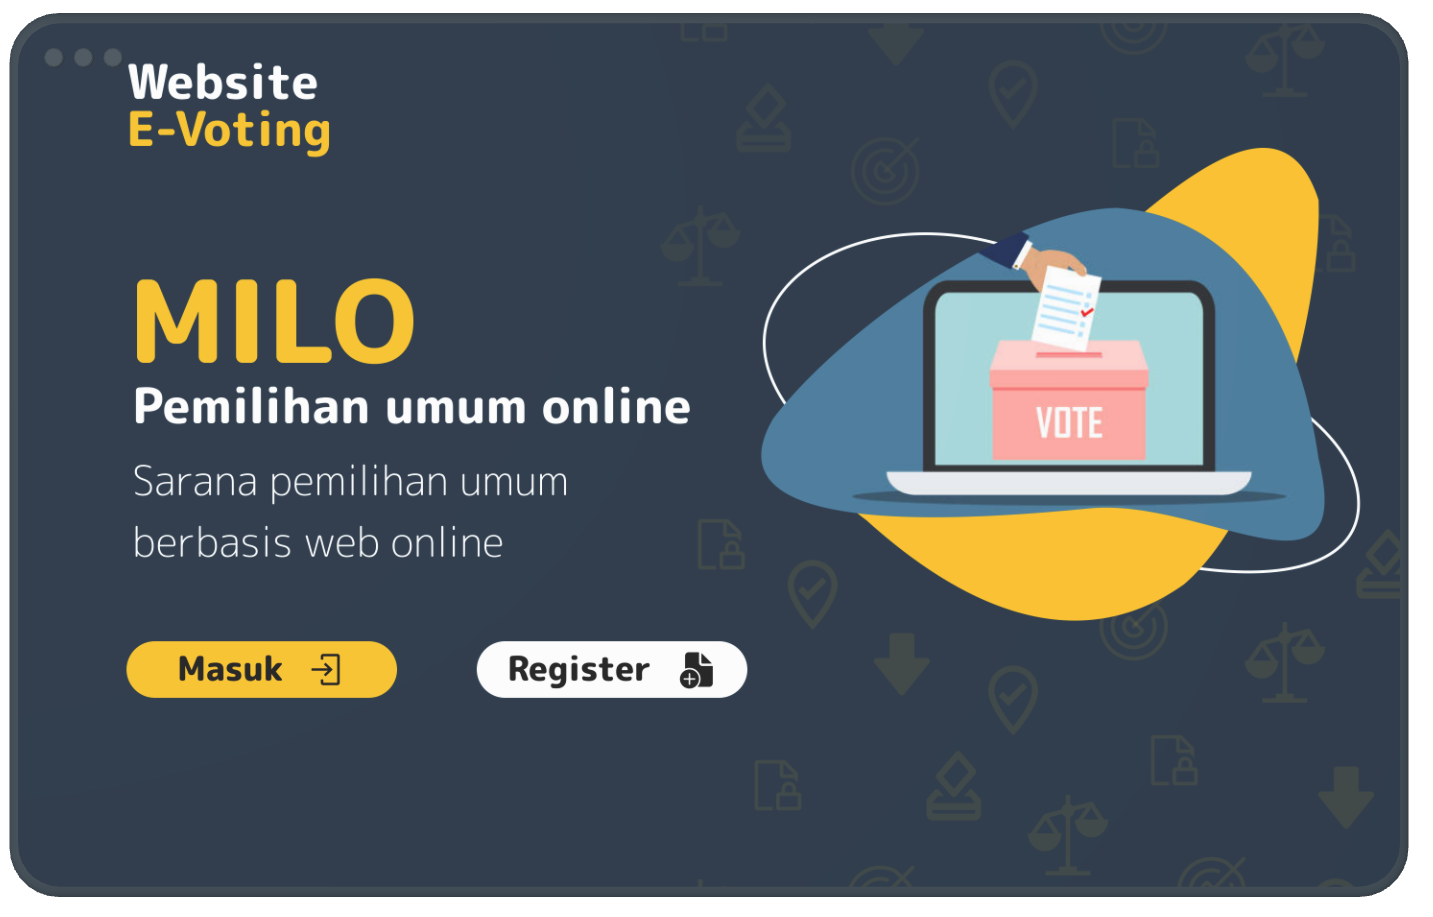 Website
E-Voting
MILO
Pemilihan umum online
Sarana pemilihan umum
berbasis web online
VOTE
Masuk
Register